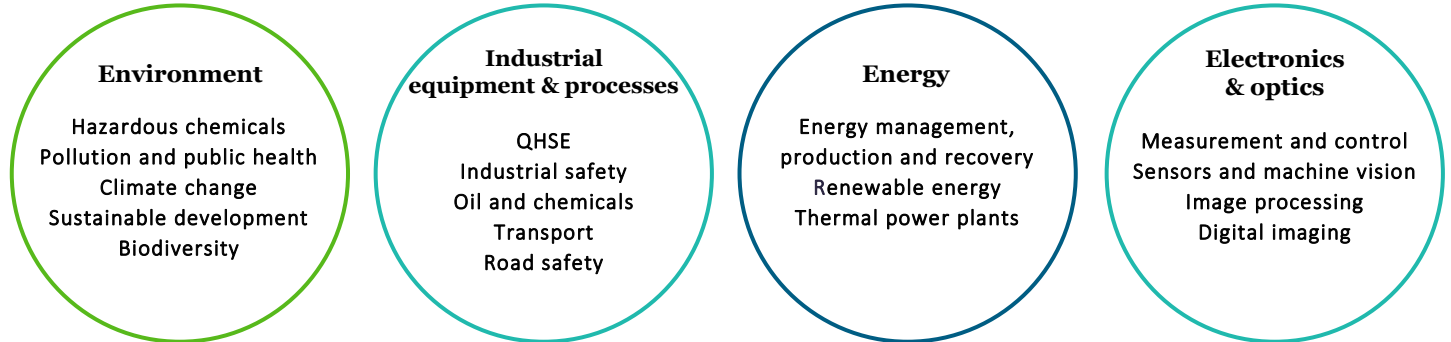 Environment
Hazardous chemicals
Pollution and public health
Climate change
Sustainable development
Biodiversity
Industrial
equipment & processes
QHSE
Industrial safety
Oil and chemicals
Transport
Road safety
Energy
Energy management,
production and recovery
Renewable energy
Thermal power plants
Electronics
& optics
Measurement and control
Sensors and machine vision
Image processing
Digital imaging